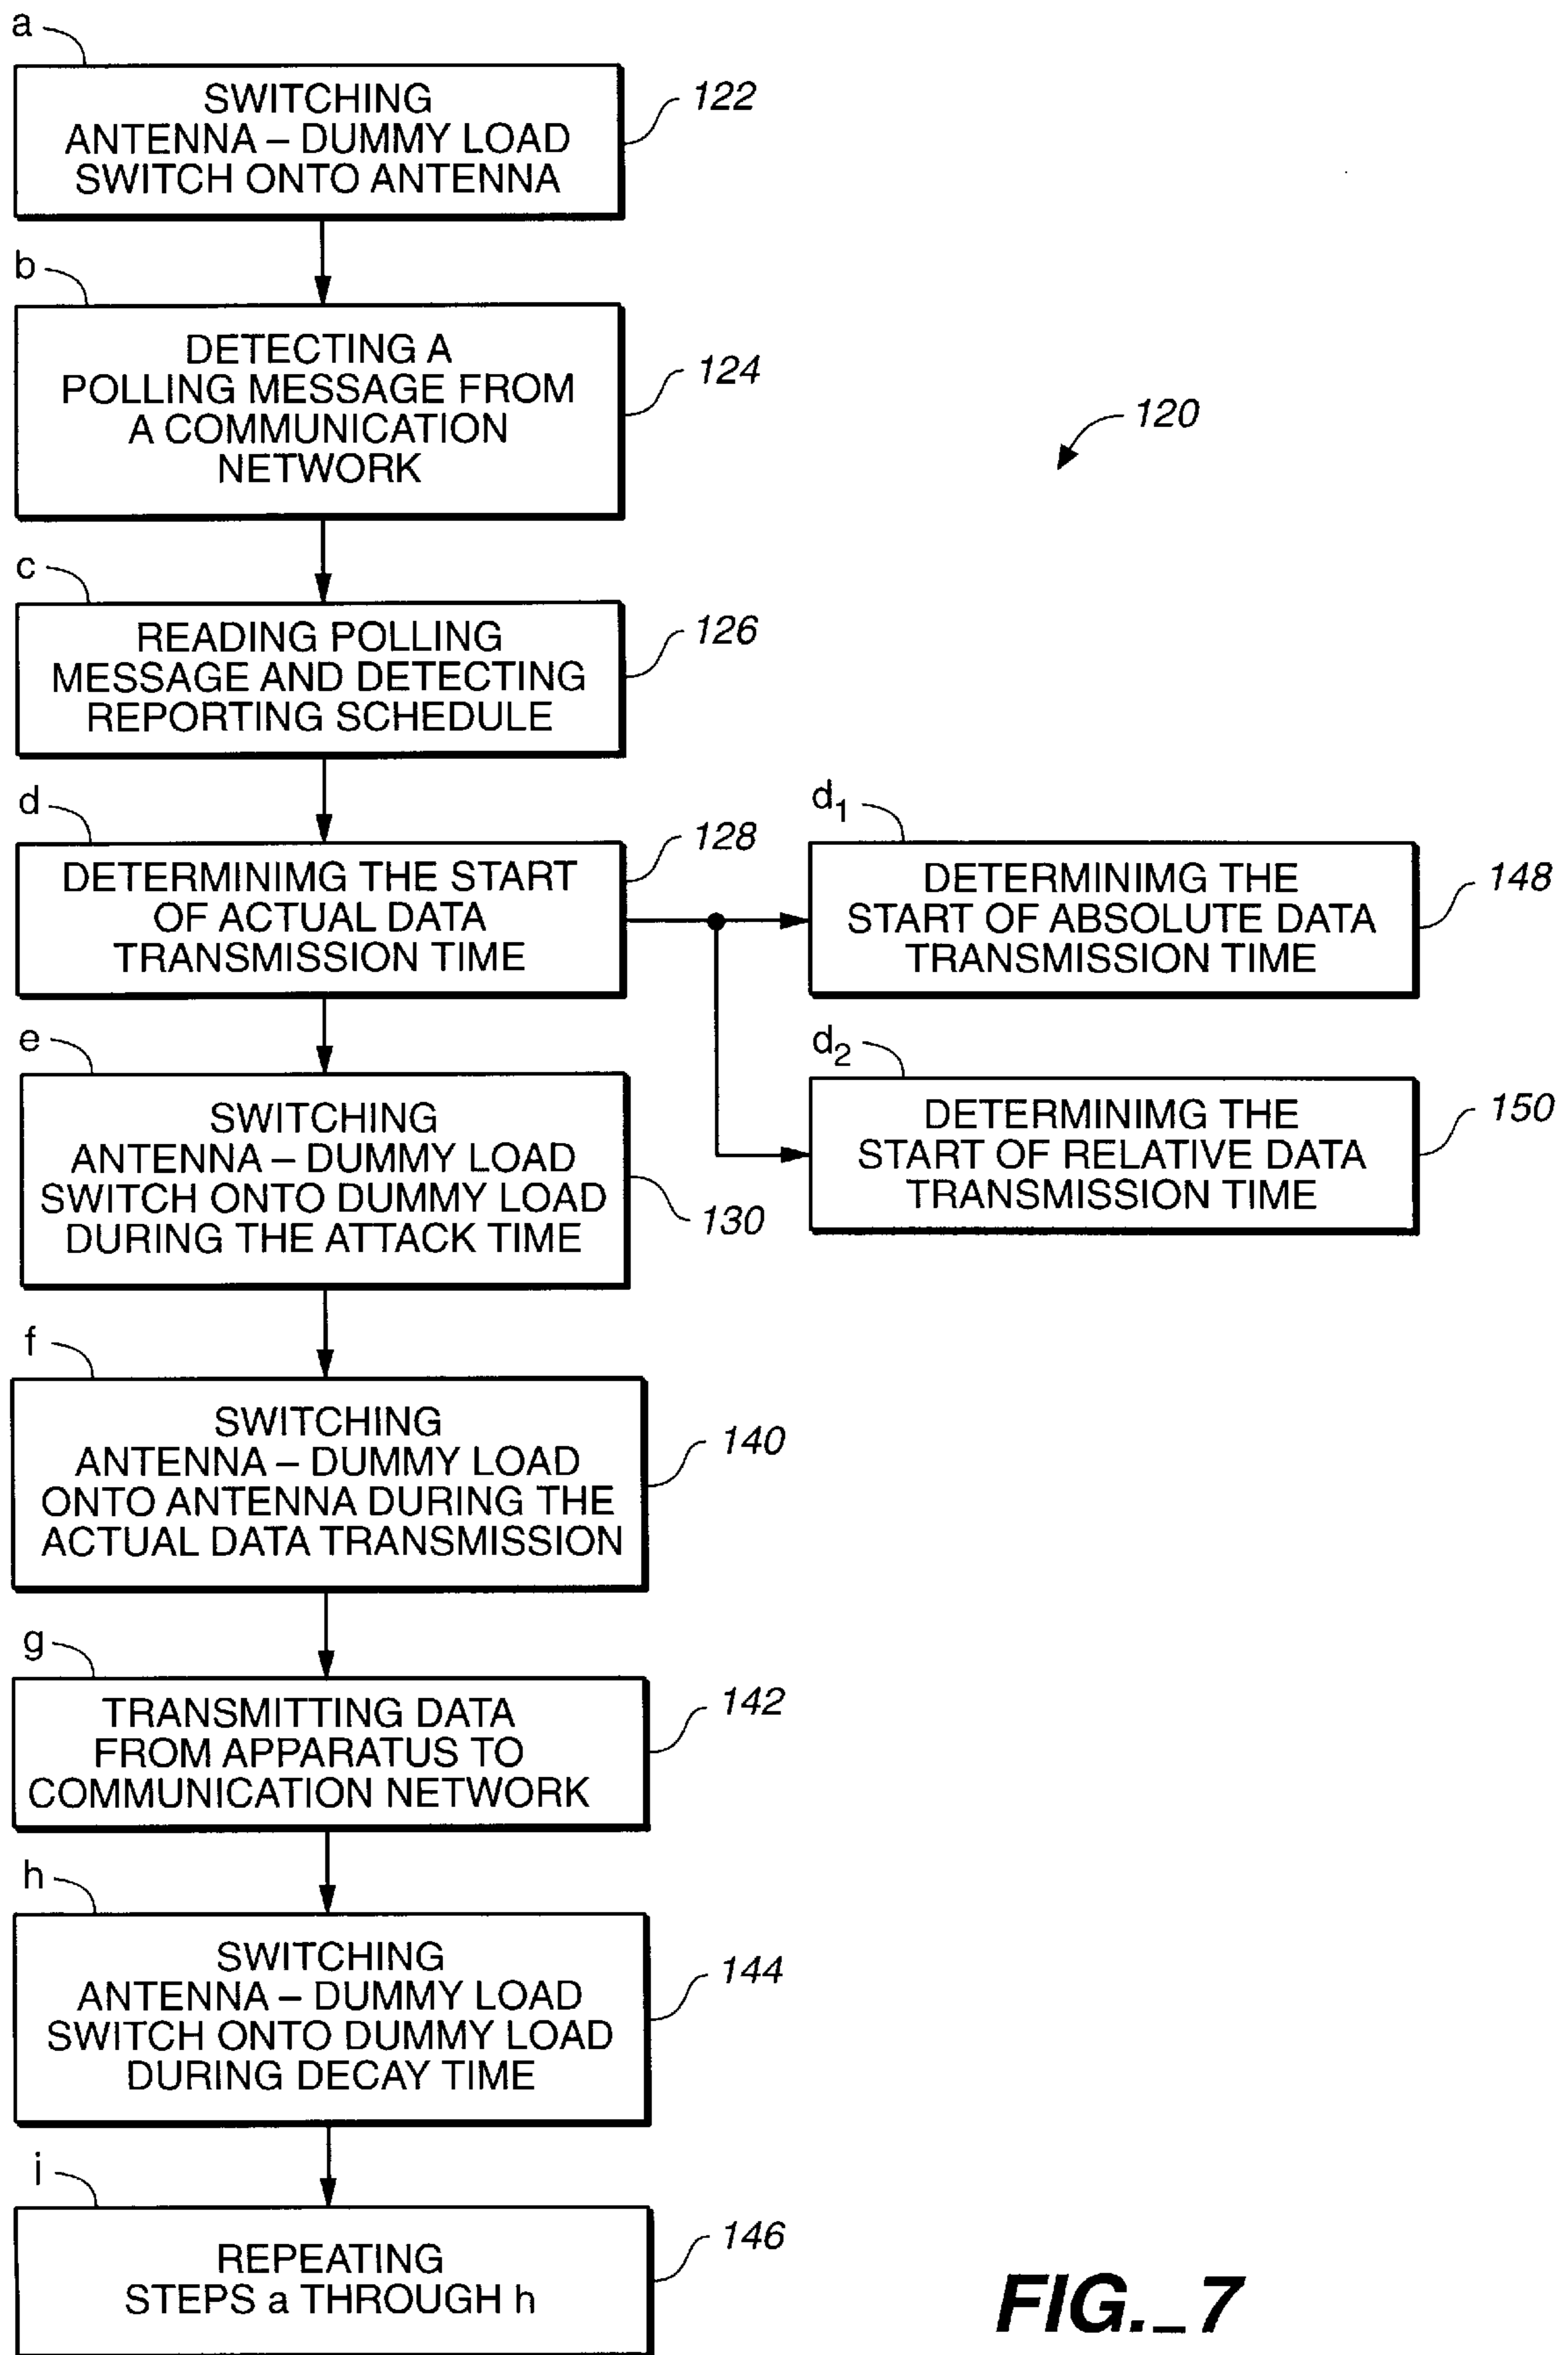 a
SWITCHING
ANTENNA – DUMMY LOAD
SWITCH ONTO ANTENNA
122
b
DETECTING A
POLLING MESSAGE FROM
A COMMUNICATION
NETWORK
124
120
c
READING POLLING
MESSAGE AND DETECTING
REPORTING SCHEDULE
126
d
DETERMINIMG THE START
OF ACTUAL DATA
TRANSMISSION TIME
128
d1
DETERMINIMG THE
START OF ABSOLUTE DATA
TRANSMISSION TIME
148
d2
DETERMINIMG THE
START OF RELATIVE DATA
TRANSMISSION TIME
150
e
SWITCHING
ANTENNA – DUMMY LOAD
SWITCH ONTO DUMMY LOAD
DURING THE ATTACK TIME
130
f
SWITCHING
ANTENNA – DUMMY LOAD
ONTO ANTENNA DURING THE
ACTUAL DATA TRANSMISSION
140
g
TRANSMITTING DATA
FROM APPARATUS TO
COMMUNICATION NETWORK
142
h
SWITCHING
ANTENNA – DUMMY LOAD
SWITCH ONTO DUMMY LOAD
DURING DECAY TIME
144
i
REPEATING
STEPS a THROUGH h
146
FIG._7